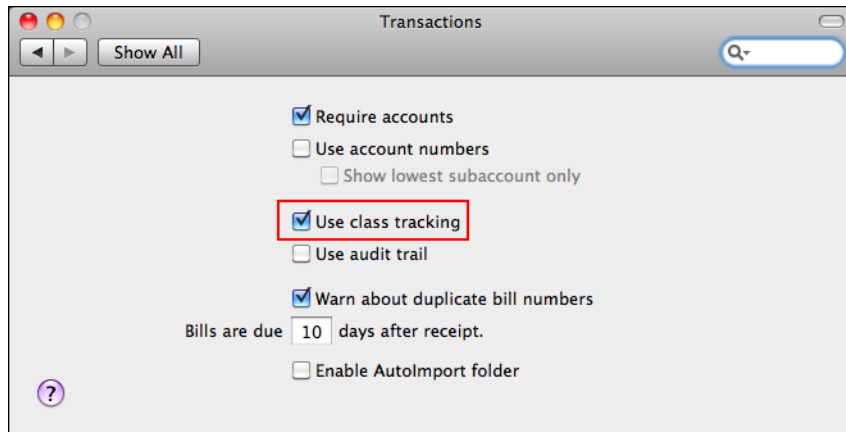 Transactions
Show All
Require accounts
Use account numbers
Show lowest subaccount only
Use class tracking
Use audit trail
Warn about duplicate bill numbers
Bills are due 10 days after receipt.
Enable AutoImport folder
?